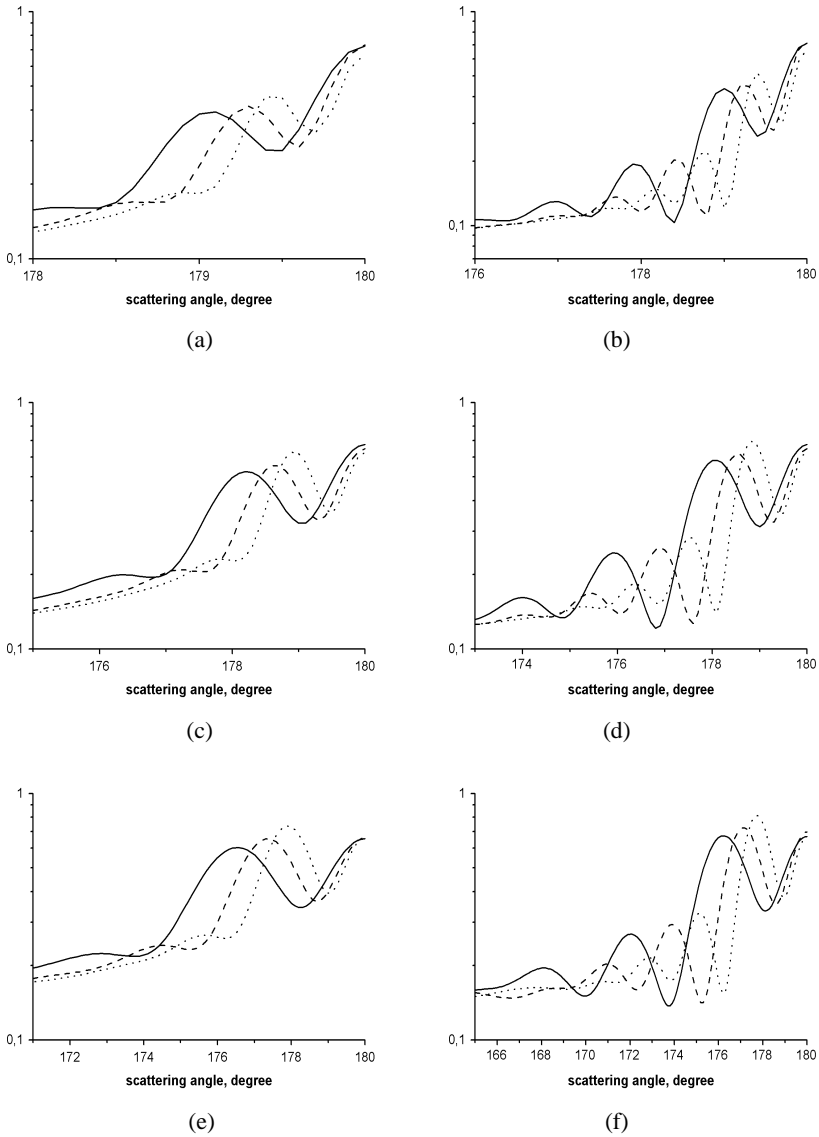 1
0,1
178 179 180
scattering angle, degree
(a)
1
0,1
176 178 180
scattering angle, degree
(b)
1
0,1
176 178 180
scattering angle, degree
(c)
1
0,1
174 176 178 180
scattering angle, degree
(d)
1
0,1
172 174 176 178 180
scattering angle, degree
(e)
1
0,1
166 168 170 172 174 176 178 180
scattering angle, degree
(f)